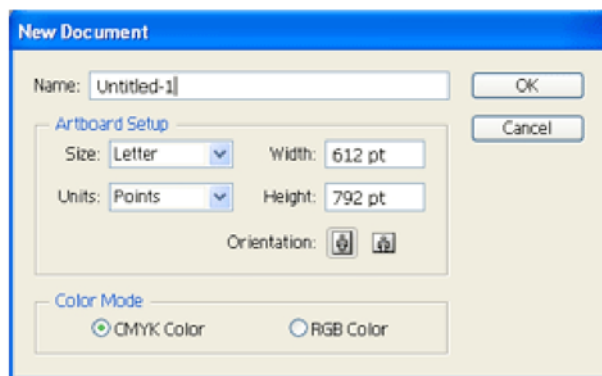 New Document
Name: Untitled-1
OK
Artboard Setup
Cancel
Size: Letter Width: 612 pt
Units: Points Height: 792 pt
Orientation:
Color Mode
CMYK Color RGB Color